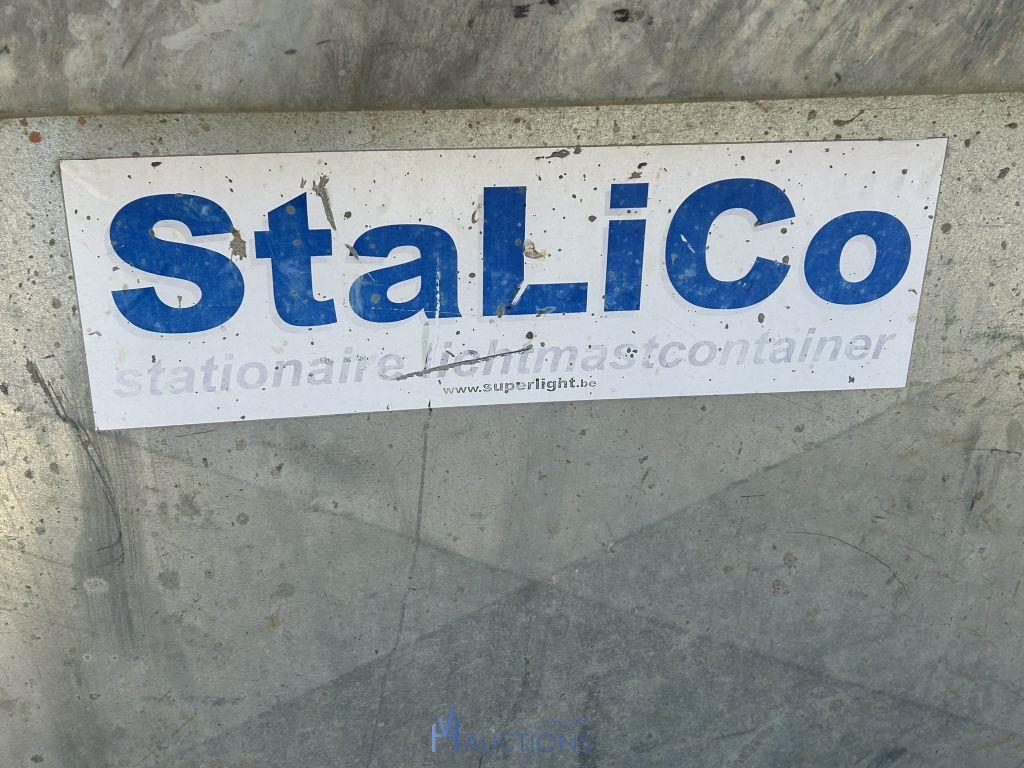 StaLiCo
stationaire lichtmastcontainer
www.superlight.be
AUCTIONS